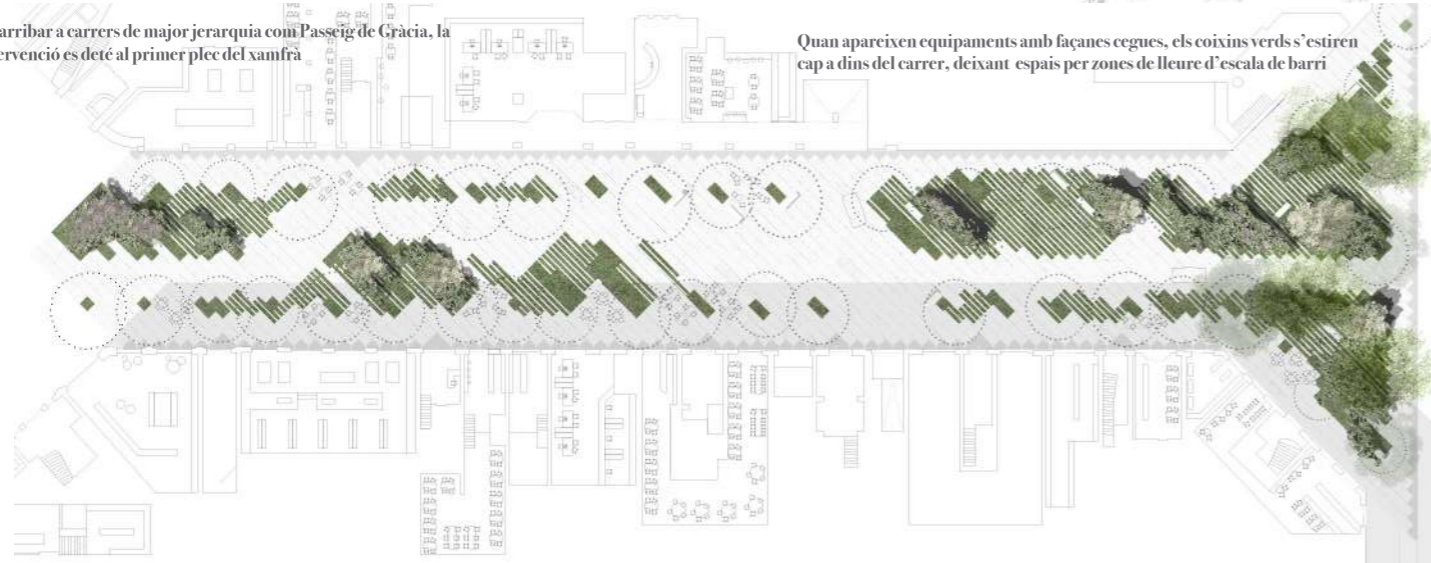 arribar a carrers de major jerarquia com Passeig de Gràcia, la
ervenció es deté al primer plec del xamfrà
Quan apareixen equipaments amb façanes cegues, els coixins verds s’estiren
cap a dins del carrer, deixant espais per zones de lleure d’escala de barri